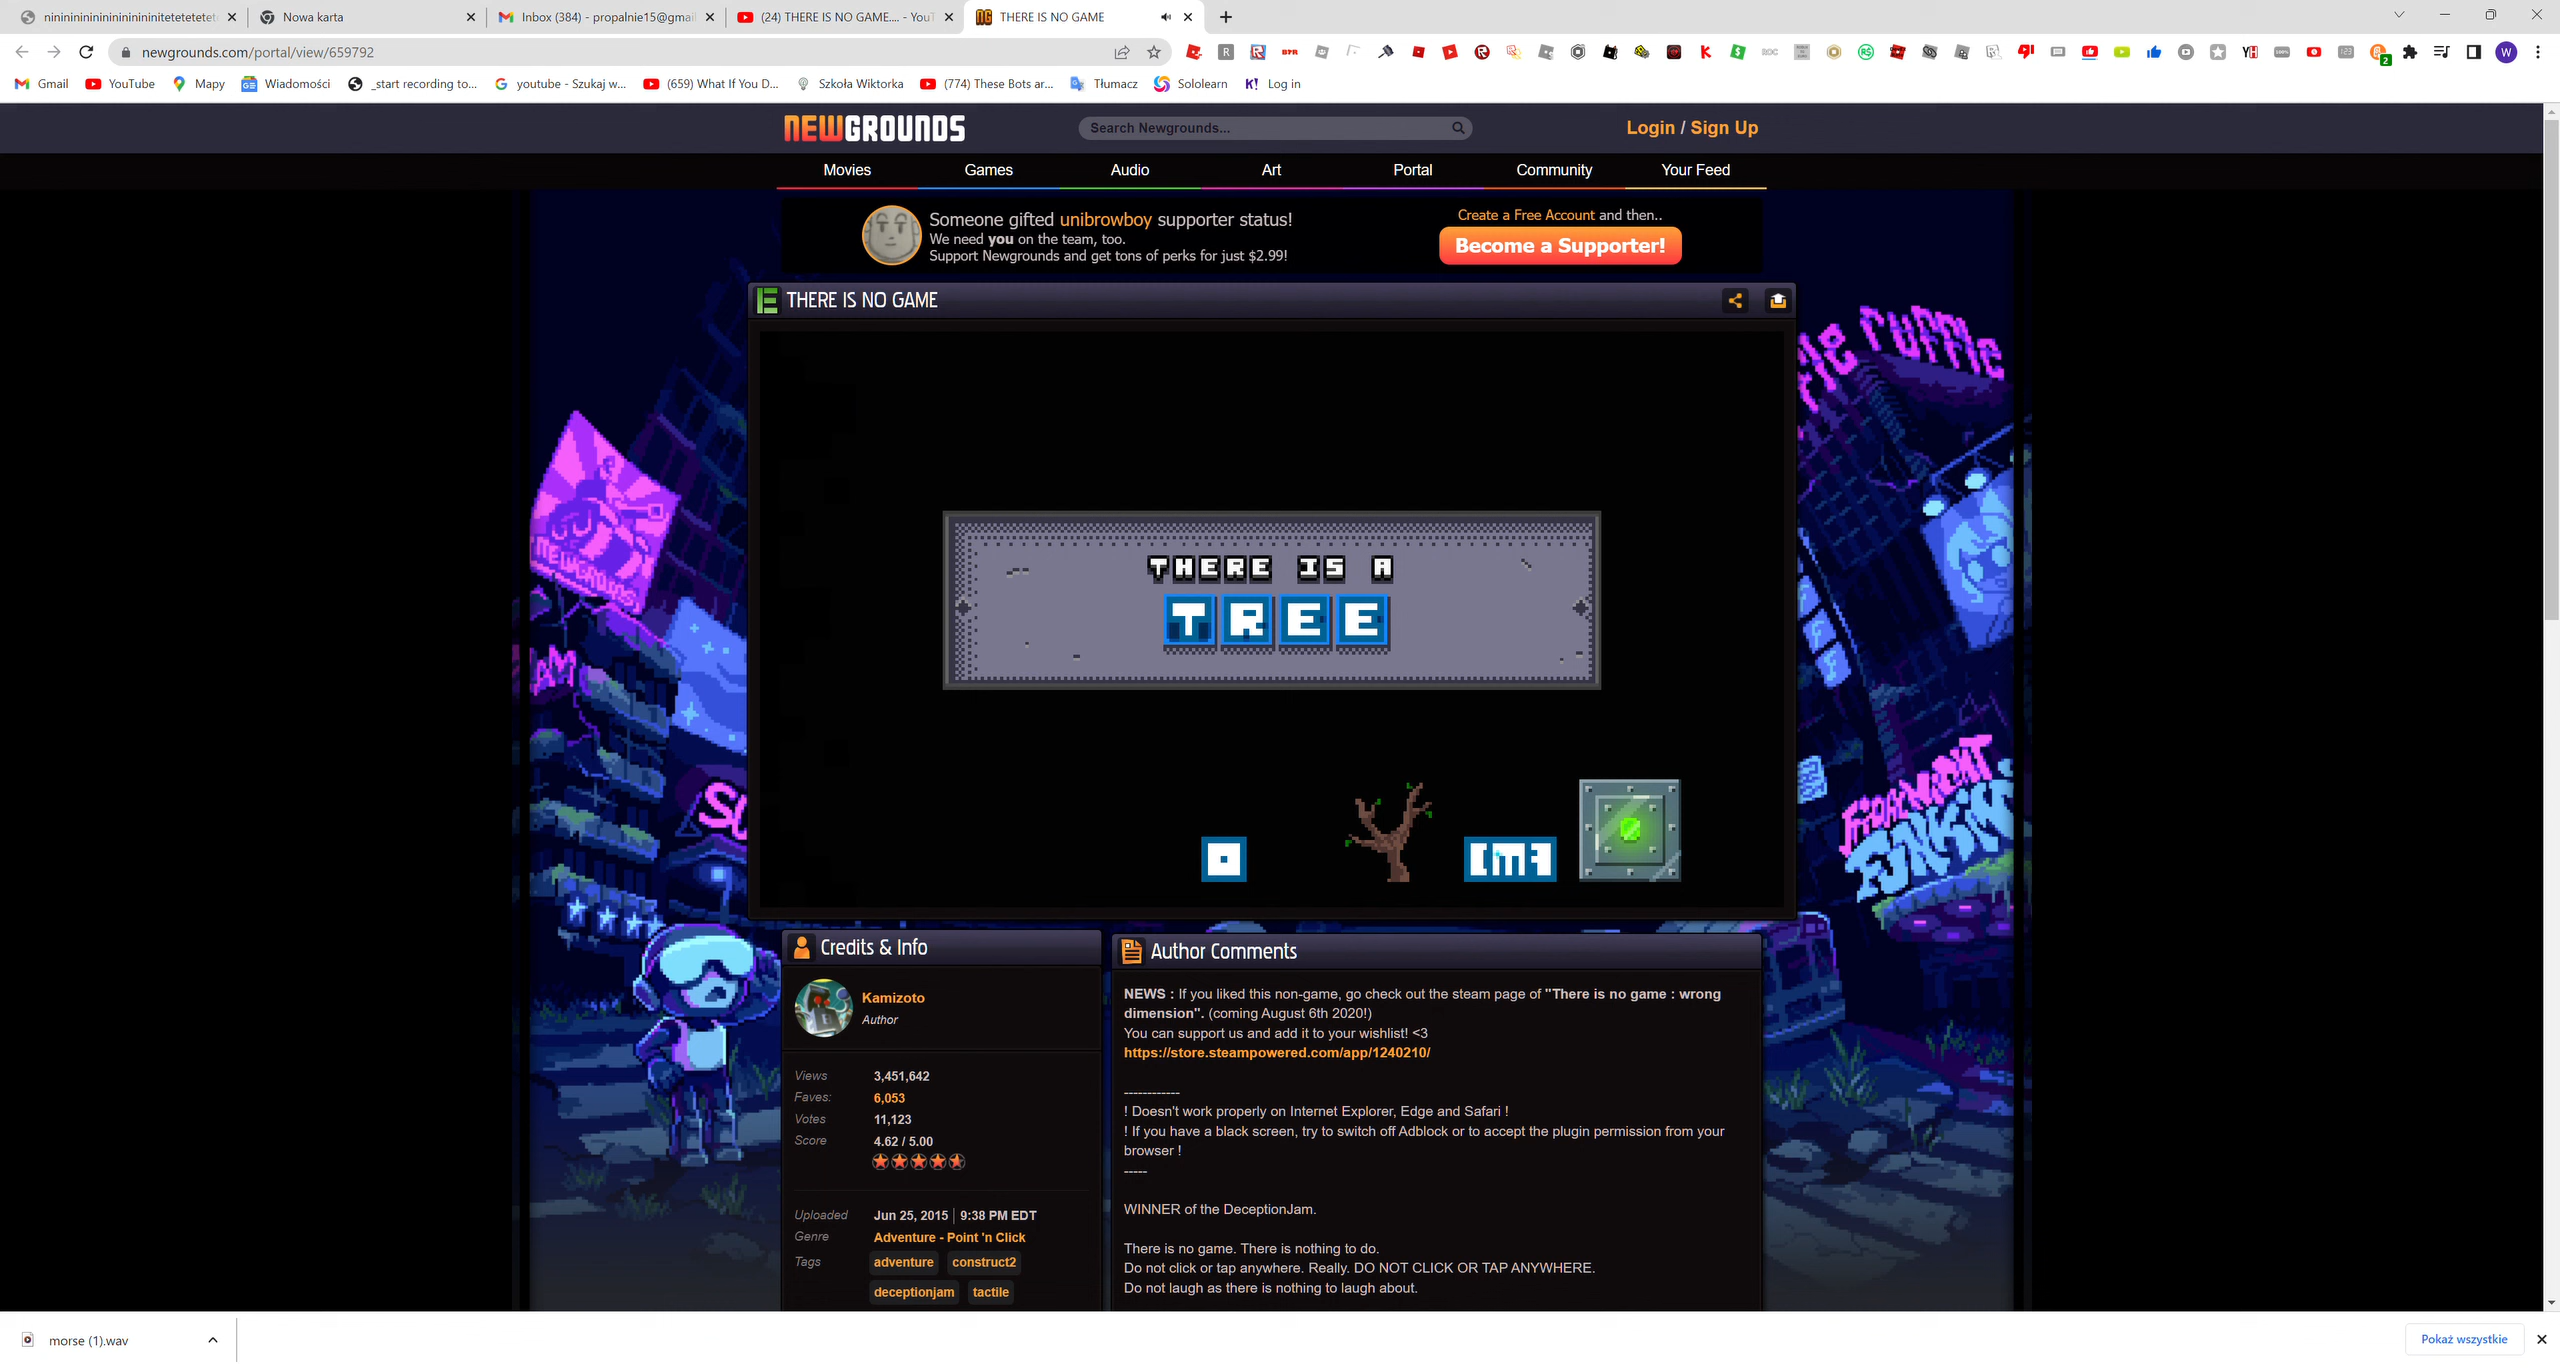 nininininininininininitetetetetet
Nowa karta
Inbox (384) - propalnie15@gmai
(24) THERE IS NO GAME.... - YouT
THERE IS NO GAME
newgrounds.com/portal/view/659792
Gmail
YouTube
Mapy
Wiadomości
_start recording to...
youtube - Szukaj w...
(659) What If You D...
Szkoła Wiktorka
(774) These Bots ar...
Tłumacz
Sololearn
K! Log in
NEWGROUNDS
Search Newgrounds...
Login / Sign Up
Movies
Games
Audio
Art
Portal
Community
Your Feed
Someone gifted unibrowboy supporter status!
We need you on the team, too.
Support Newgrounds and get tons of perks for just $2.99!
Create a Free Account and then..
Become a Supporter!
E THERE IS NO GAME
THERE IS A
TREE
Credits & Info
Kamizoto
Author
Views 3,451,642
Faves: 6,053
Votes 11,123
Score 4.62 / 5.00
Uploaded Jun 25, 2015 | 9:38 PM EDT
Genre Adventure - Point 'n Click
Tags adventure construct2
deceptionjam tactile
Author Comments
NEWS : If you liked this non-game, go check out the steam page of "There is no game : wrong
dimension". (coming August 6th 2020!)
You can support us and add it to your wishlist! <3
https://store.steampowered.com/app/1240210/
------------
! Doesn't work properly on Internet Explorer, Edge and Safari !
! If you have a black screen, try to switch off Adblock or to accept the plugin permission from your
browser !
-----
WINNER of the DeceptionJam.
There is no game. There is nothing to do.
Do not click or tap anywhere. Really. DO NOT CLICK OR TAP ANYWHERE.
Do not laugh as there is nothing to laugh about.
morse (1).wav
Pokaż wszystkie